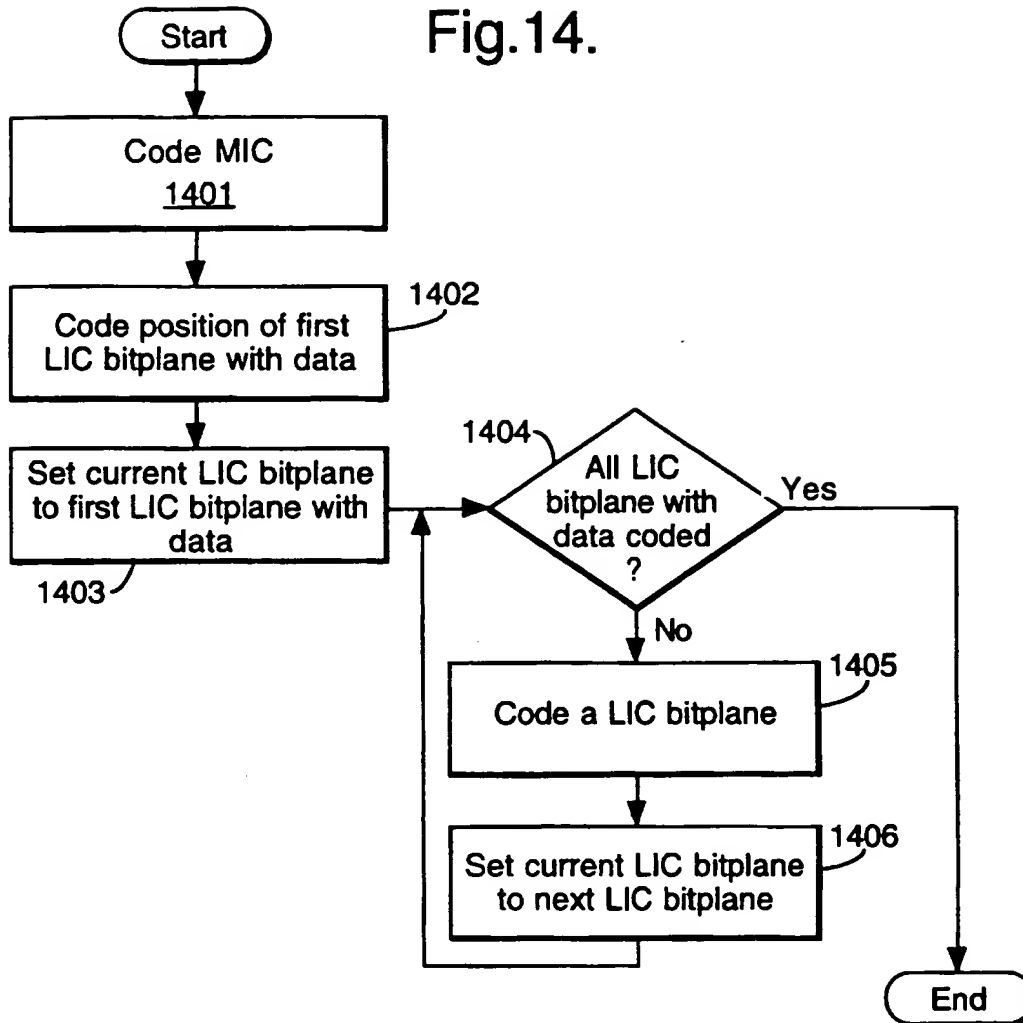 Fig.14.
Start
Code MIC
1401
1402
Code position of first
LIC bitplane with data
Set current LIC bitplane
to first LIC bitplane with
data
1403
1404
All LIC
bitplane with
data coded
?
Yes
No
1405
Code a LIC bitplane
1406
Set current LIC bitplane
to next LIC bitplane
End